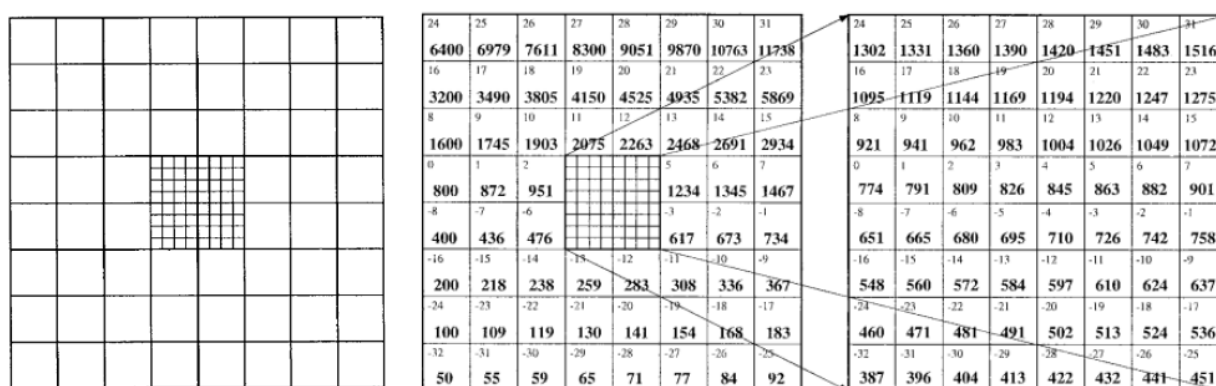 24 25 26 27 28 29 30 31
6400 6979 7611 8300 9051 9870 10763 11738
16 17 18 19 20 21 22 23
3200 3490 3805 4150 4525 4935 5382 5869
8 9 10 11 12 13 14 15
1600 1745 1903 2075 2263 2468 2691 2934
0 1 2 5 6 7
800 872 951 1234 1345 1467
-8 -7 -6 -3 -2 -1
400 436 476 617 673 734
-16 -15 -14 -13 -12 -11 -10 -9
200 218 238 259 283 308 336 367
-24 -23 -22 -21 -20 -19 -18 -17
100 109 119 130 141 154 168 183
-32 -31 -30 -29 -28 -27 -26 -25
50 55 59 65 71 77 84 92
24 25 26 27 28 29 30 31
1302 1331 1360 1390 1420 1451 1483 1516
16 17 18 19 20 21 22 23
1095 1119 1144 1169 1194 1220 1247 1275
8 9 10 11 12 13 14 15
921 941 962 983 1004 1026 1049 1072
0 1 2 3 4 5 6 7
774 791 809 826 845 863 882 901
-8 -7 -6 -5 -4 -3 -2 -1
651 665 680 695 710 726 742 758
-16 -15 -14 -13 -12 -11 -10 -9
548 560 572 584 597 610 624 637
-24 -23 -22 -21 -20 -19 -18 -17
460 471 481 491 502 513 524 536
-32 -31 -30 -29 -28 -27 -26 -25
387 396 404 413 422 432 441 451